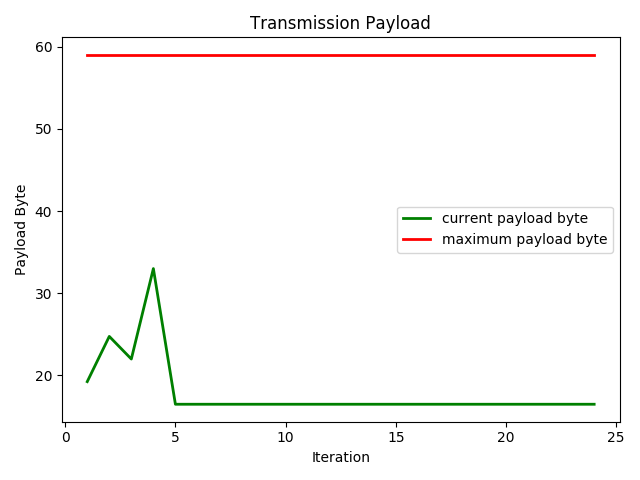 Transmission Payload
60
50
40
30
20
Payload Byte
current payload byte
maximum payload byte
0
5
10
15
20
25
Iteration